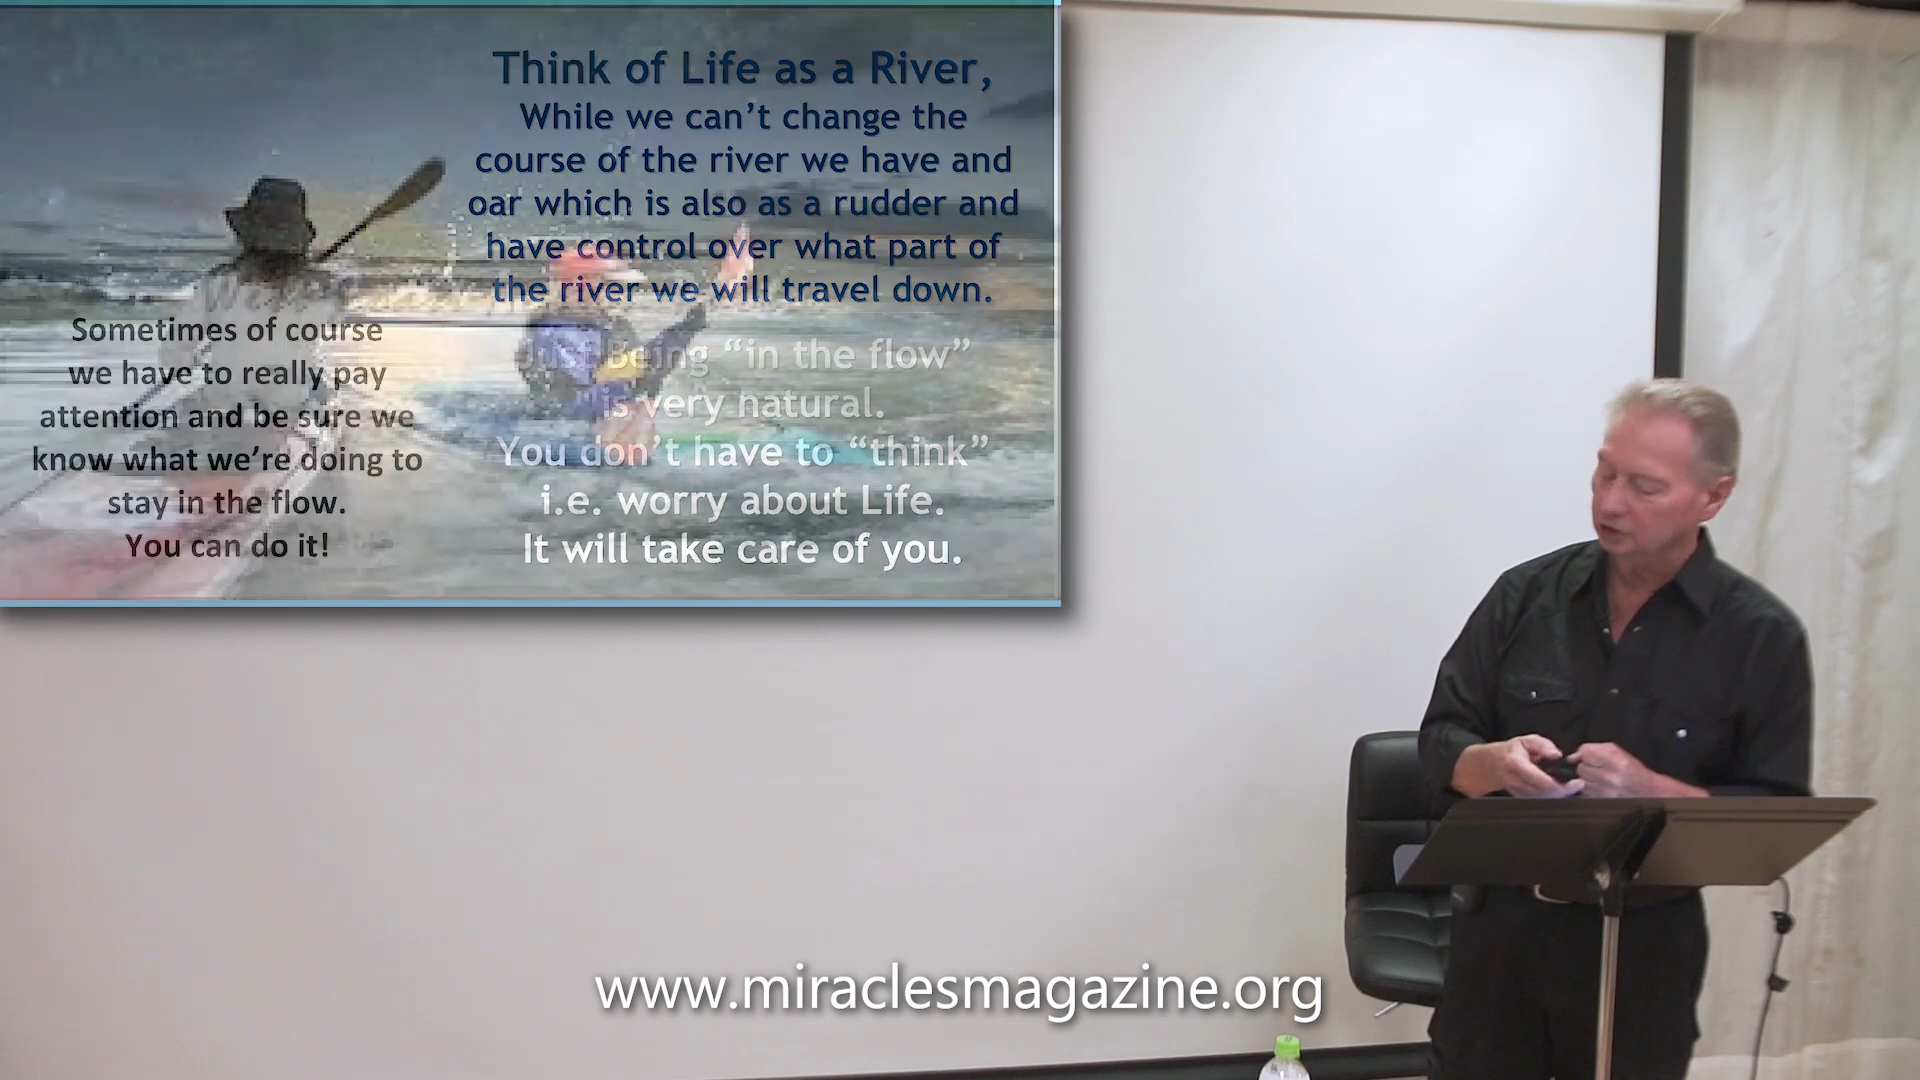 Think of Life as a River,
While we can't change the
course of the river we have and
oar which is also as a rudder and
have control over what part of
the river we will travel down.
Sometimes of course
we have to really pay
attention and be sure we
know what we're doing to
stay in the flow.
You can do it!
Just Being “in the flow”
is very natural.
You don't have to “think”
i.e. worry about Life.
It will take care of you.
www.miraclesmagazine.org